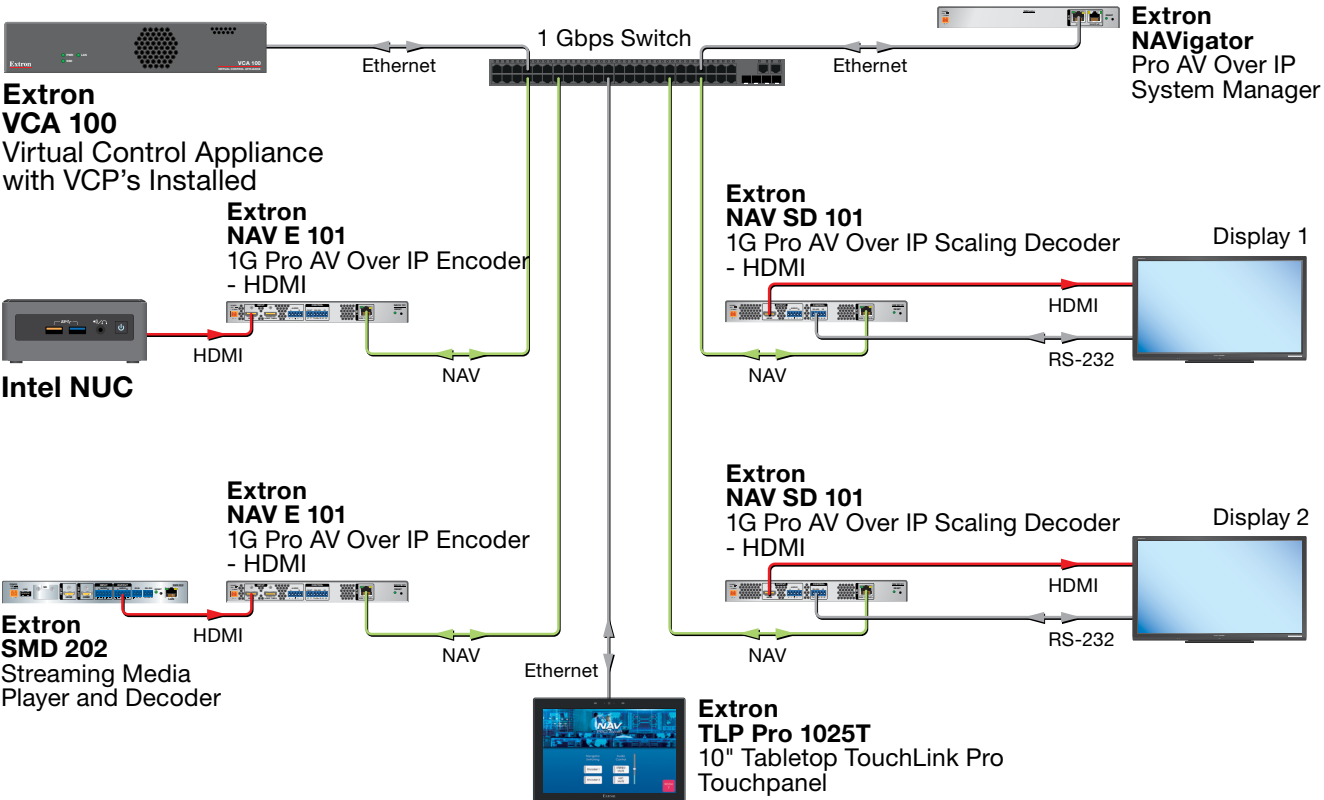 1 Gbps Switch
Ethernet
Ethernet
Extron
VCA 100
Extron
VCA 100
Virtual Control Appliance
with VCP's Installed
Extron
NAVigator
Pro AV Over IP
System Manager
Extron
NAV E 101
1G Pro AV Over IP Encoder
- HDMI
HDMI
NAV
Intel NUC
Extron
NAV SD 101
1G Pro AV Over IP Scaling Decoder
- HDMI
Display 1
HDMI
RS-232
NAV
Extron
NAV E 101
1G Pro AV Over IP Encoder
- HDMI
HDMI
NAV
Extron
SMD 202
Streaming Media
Player and Decoder
Extron
NAV SD 101
1G Pro AV Over IP Scaling Decoder
- HDMI
Display 2
HDMI
RS-232
NAV
Ethernet
NAV
Extron
Extron
TLP Pro 1025T
10" Tabletop TouchLink Pro
Touchpanel